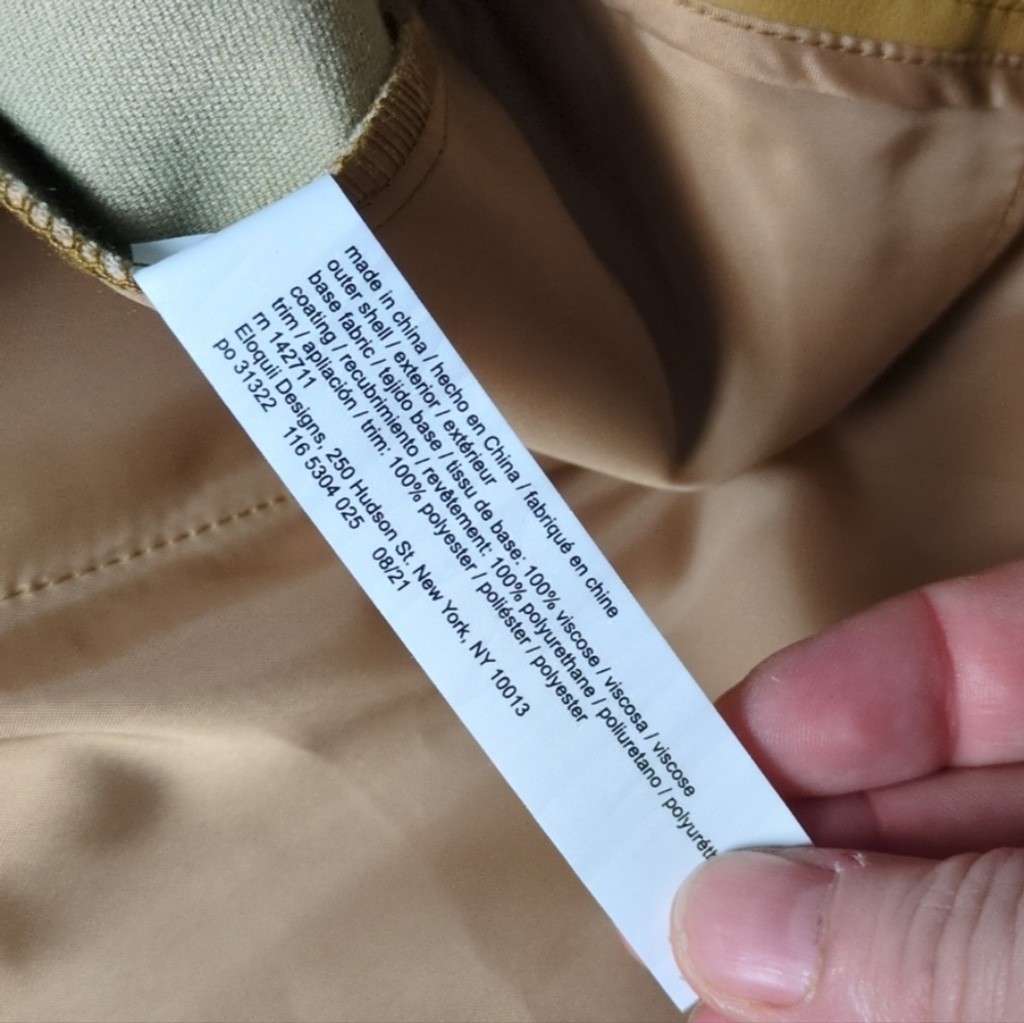 made in china / hecho en China / fabriqué en chine
outer shell / exterior / extérieur
base fabric / tejido base / tissu de base: 100% viscose / viscosa / viscose
coating / recubrimiento / revêtement: 100% polyurethane / poliuretano /
trim / apliación / trim: 100% polyester / poliéster / polyester
rn 142711
Eloquii Designs, 250 Hudson St. New York, NY 10013
po 31322 116 5304 025 08/21